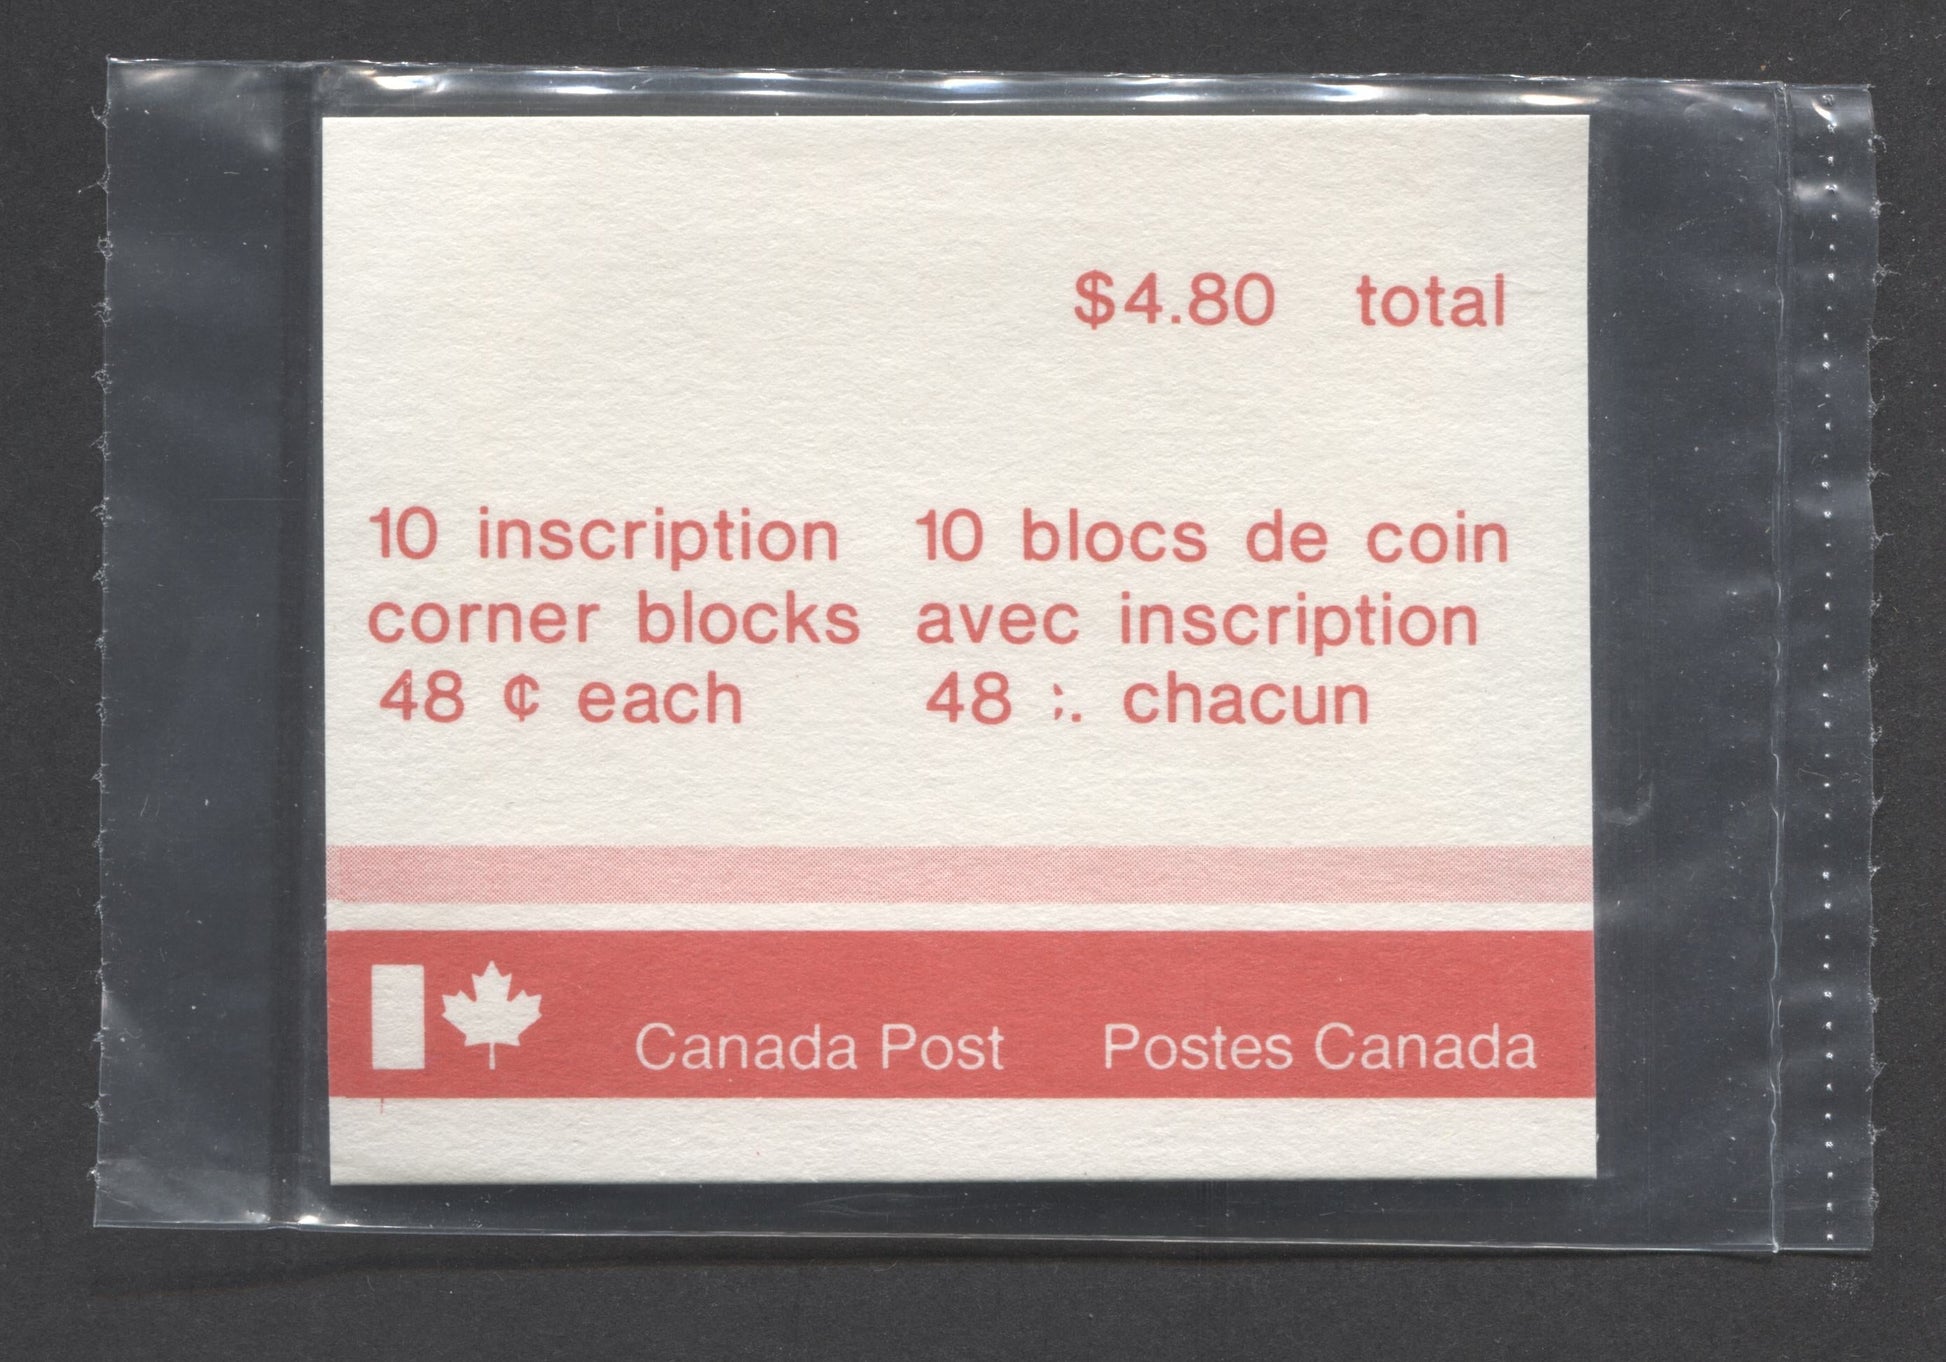 $4.80 total
10 inscription
corner blocks
48 ¢ each
10 blocs de coin
avec inscription
48 :. chacun
Canada Post
Postes Canada